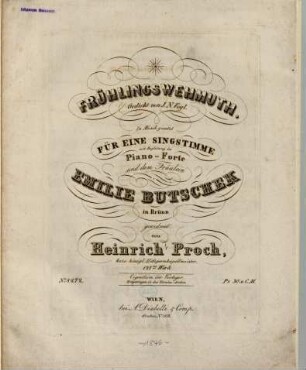 FRÜHLINGSWEHMUTH.
Gedicht von J. N. Vogl,
In Musik gesetzt
FÜR EINE SINGSTIMME
mit Begleitung des
Piano-Forte
und dem Fräulein
EMILIE BUTSCHEK
in Brünn
gewidmet
von
Heinrich Proch,
Werk.
Eigenthum der Verleger.
WIEN,
bei A. Diabelli & Comp.
Graben,